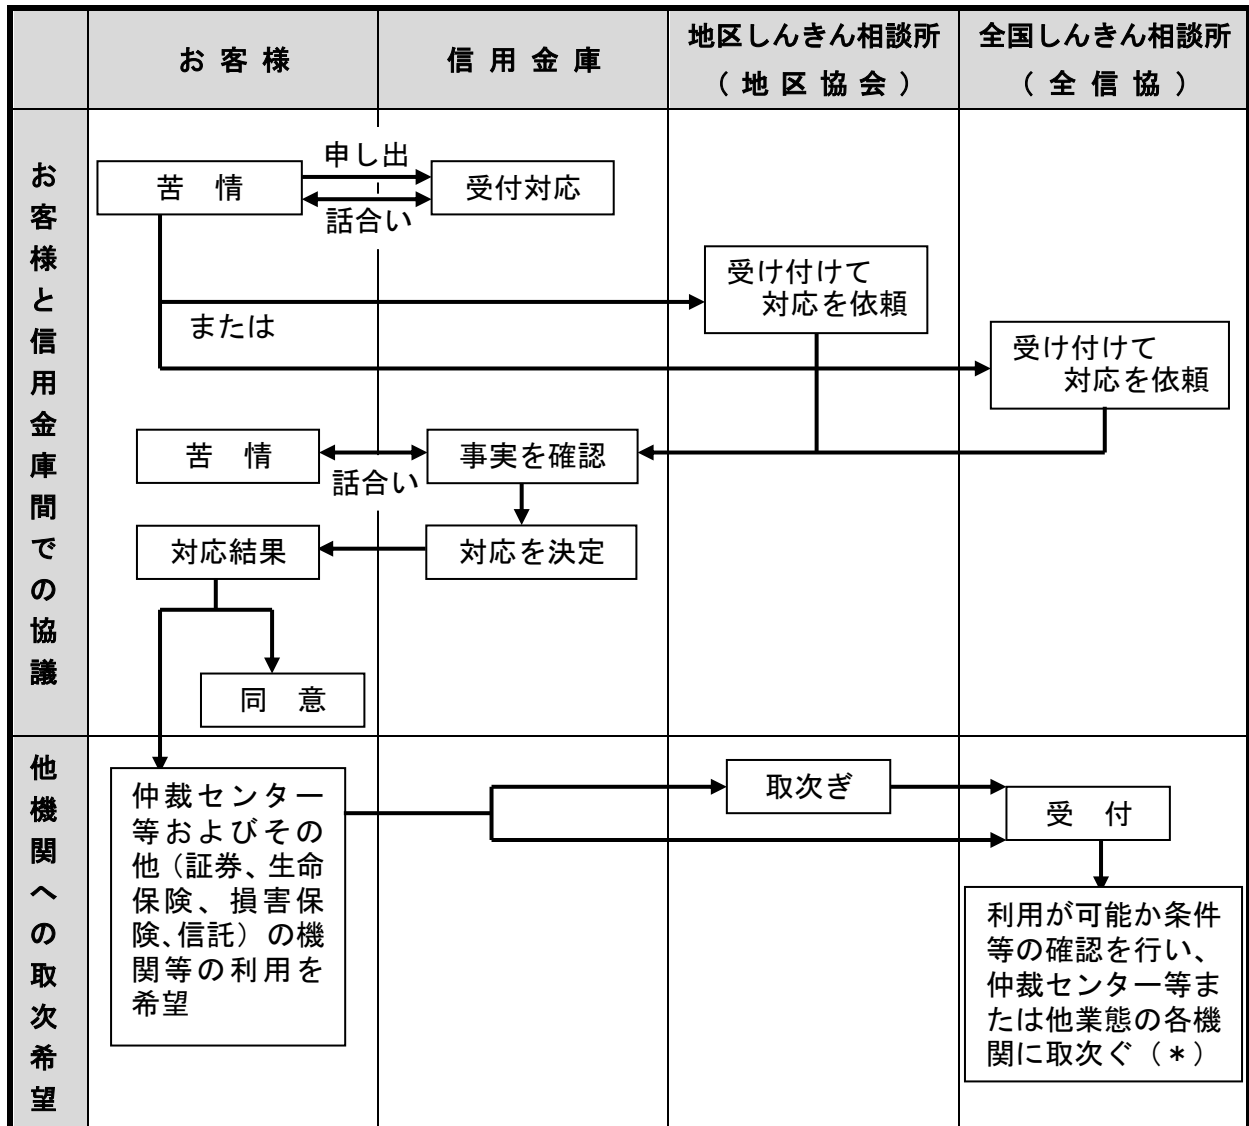 お客様
信用金庫
地区しんきん相談所
（地区協会）
全国しんきん相談所
（全信協）
お客様と信用金庫間での協議
苦　情
申し出
話合い
受付対応
または
受け付けて
対応を依頼
受け付けて
対応を依頼
苦　情
話合い
事実を確認
対応結果
対応を決定
同　意
他機関への取次希望
仲裁センター
等およびその
他（証券、生命
保険、損害保
険、信託）の機
関等の利用を
希望
取次ぎ
受　付
利用が可能か条件
等の確認を行い、
仲裁センター等ま
たは他業態の各機
関に取次ぐ（＊）